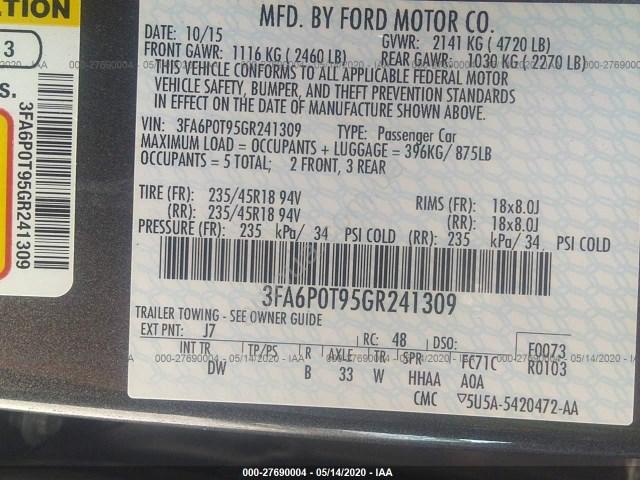 MFD. BY FORD MOTOR CO.
DATE: 10/15 GVWR: 2141 KG ( 4720 LB)
FRONT GAWR: 1116 KG ( 2460 LB) REAR GAWR: 1030 KG ( 2270 LB)
THIS VEHICLE CONFORMS TO ALL APPLICABLE FEDERAL MOTOR
VEHICLE SAFETY, BUMPER, AND THEFT PREVENTION STANDARDS
IN EFFECT ON THE DATE OF MANUFACTURE SHOWN ABOVE.
VIN: 3FA6P0T95GR241309 TYPE: Passenger Car
MAXIMUM LOAD = OCCUPANTS + LUGGAGE = 396KG/ 875LB
OCCUPANTS = 5 TOTAL; 2 FRONT, 3 REAR
TIRE (FR): 235/45R18 94V RIMS (FR): 18x8.0J
(RR): 235/45R18 94V (RR): 18x8.0J
PRESSURE (FR): 235 kPa/ 34 PSI COLD (RR): 235 kPa/ 34 PSI COLD
3FA6P0T95GR241309
TRAILER TOWING - SEE OWNER GUIDE
EXT PNT: J7 RC: 48 DSO: F0073
R0103
INT TR TP/PS R AXLE TR SPR FC71C
DW B 33 W HHAA A0A
CMC ▽5U5A-5420472-AA
3
S.
3FA6P0T95GR241309
000-27690004 - 05/14/2020 - IAA